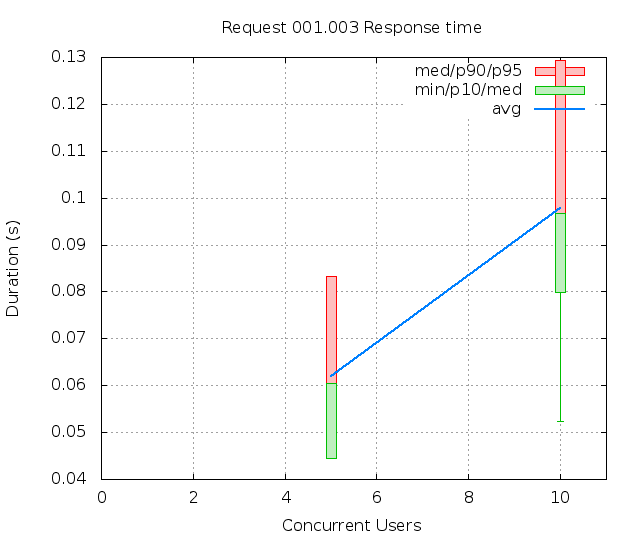 Request 001.003 Response time
0.13
0.12
0.11
0.1
0.09
0.08
0.07
0.06
0.05
0.04
Duration (s)
med/p90/p95
min/p10/med
avg
0 2 4 6 8 10
Concurrent Users